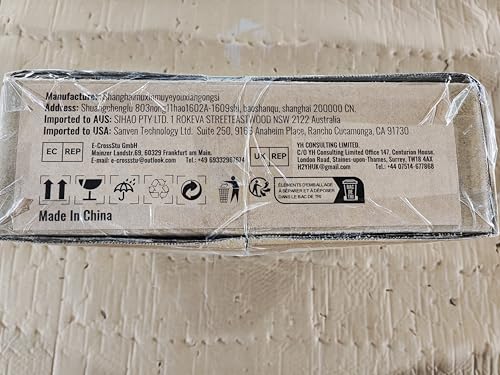 Manufacturer: Shanghaimuxinmuyeyouxiangongsi
Address: Shuangchenglu 803nong11hao1602A-1609shi, baoshanqu, shanghai 200000 CN.
Imported to AUS: SIHAO PTY LTD. 1 ROKEVA STREETEASTWOOD NSW 2122 Australia
Imported to USA: Sanven Technology Ltd. Suite 250, 9166 Anaheim Place, Rancho Cucamonga, CA 91730
EC REP
E-CrossStu GmbH
Mainzer Landstr.69, 60329 Frankfurt am Main.
E-mail: e-crossstu@outlook.com Tel: +49 69332967674
UK REP
YH CONSULTING LIMITED.
C/O YH Consulting Limited Office 147, Centurion House,
London Road, Staines-upon-Thames, Surrey, TW18 4AX
H2YHUK@gmail.com Tel: +44 07514-677868
ÉLÉMENTS D'EMBALLAGE
À SÉPARER ET À DÉPOSER
DANS LE BAC DE TRI
Made In China